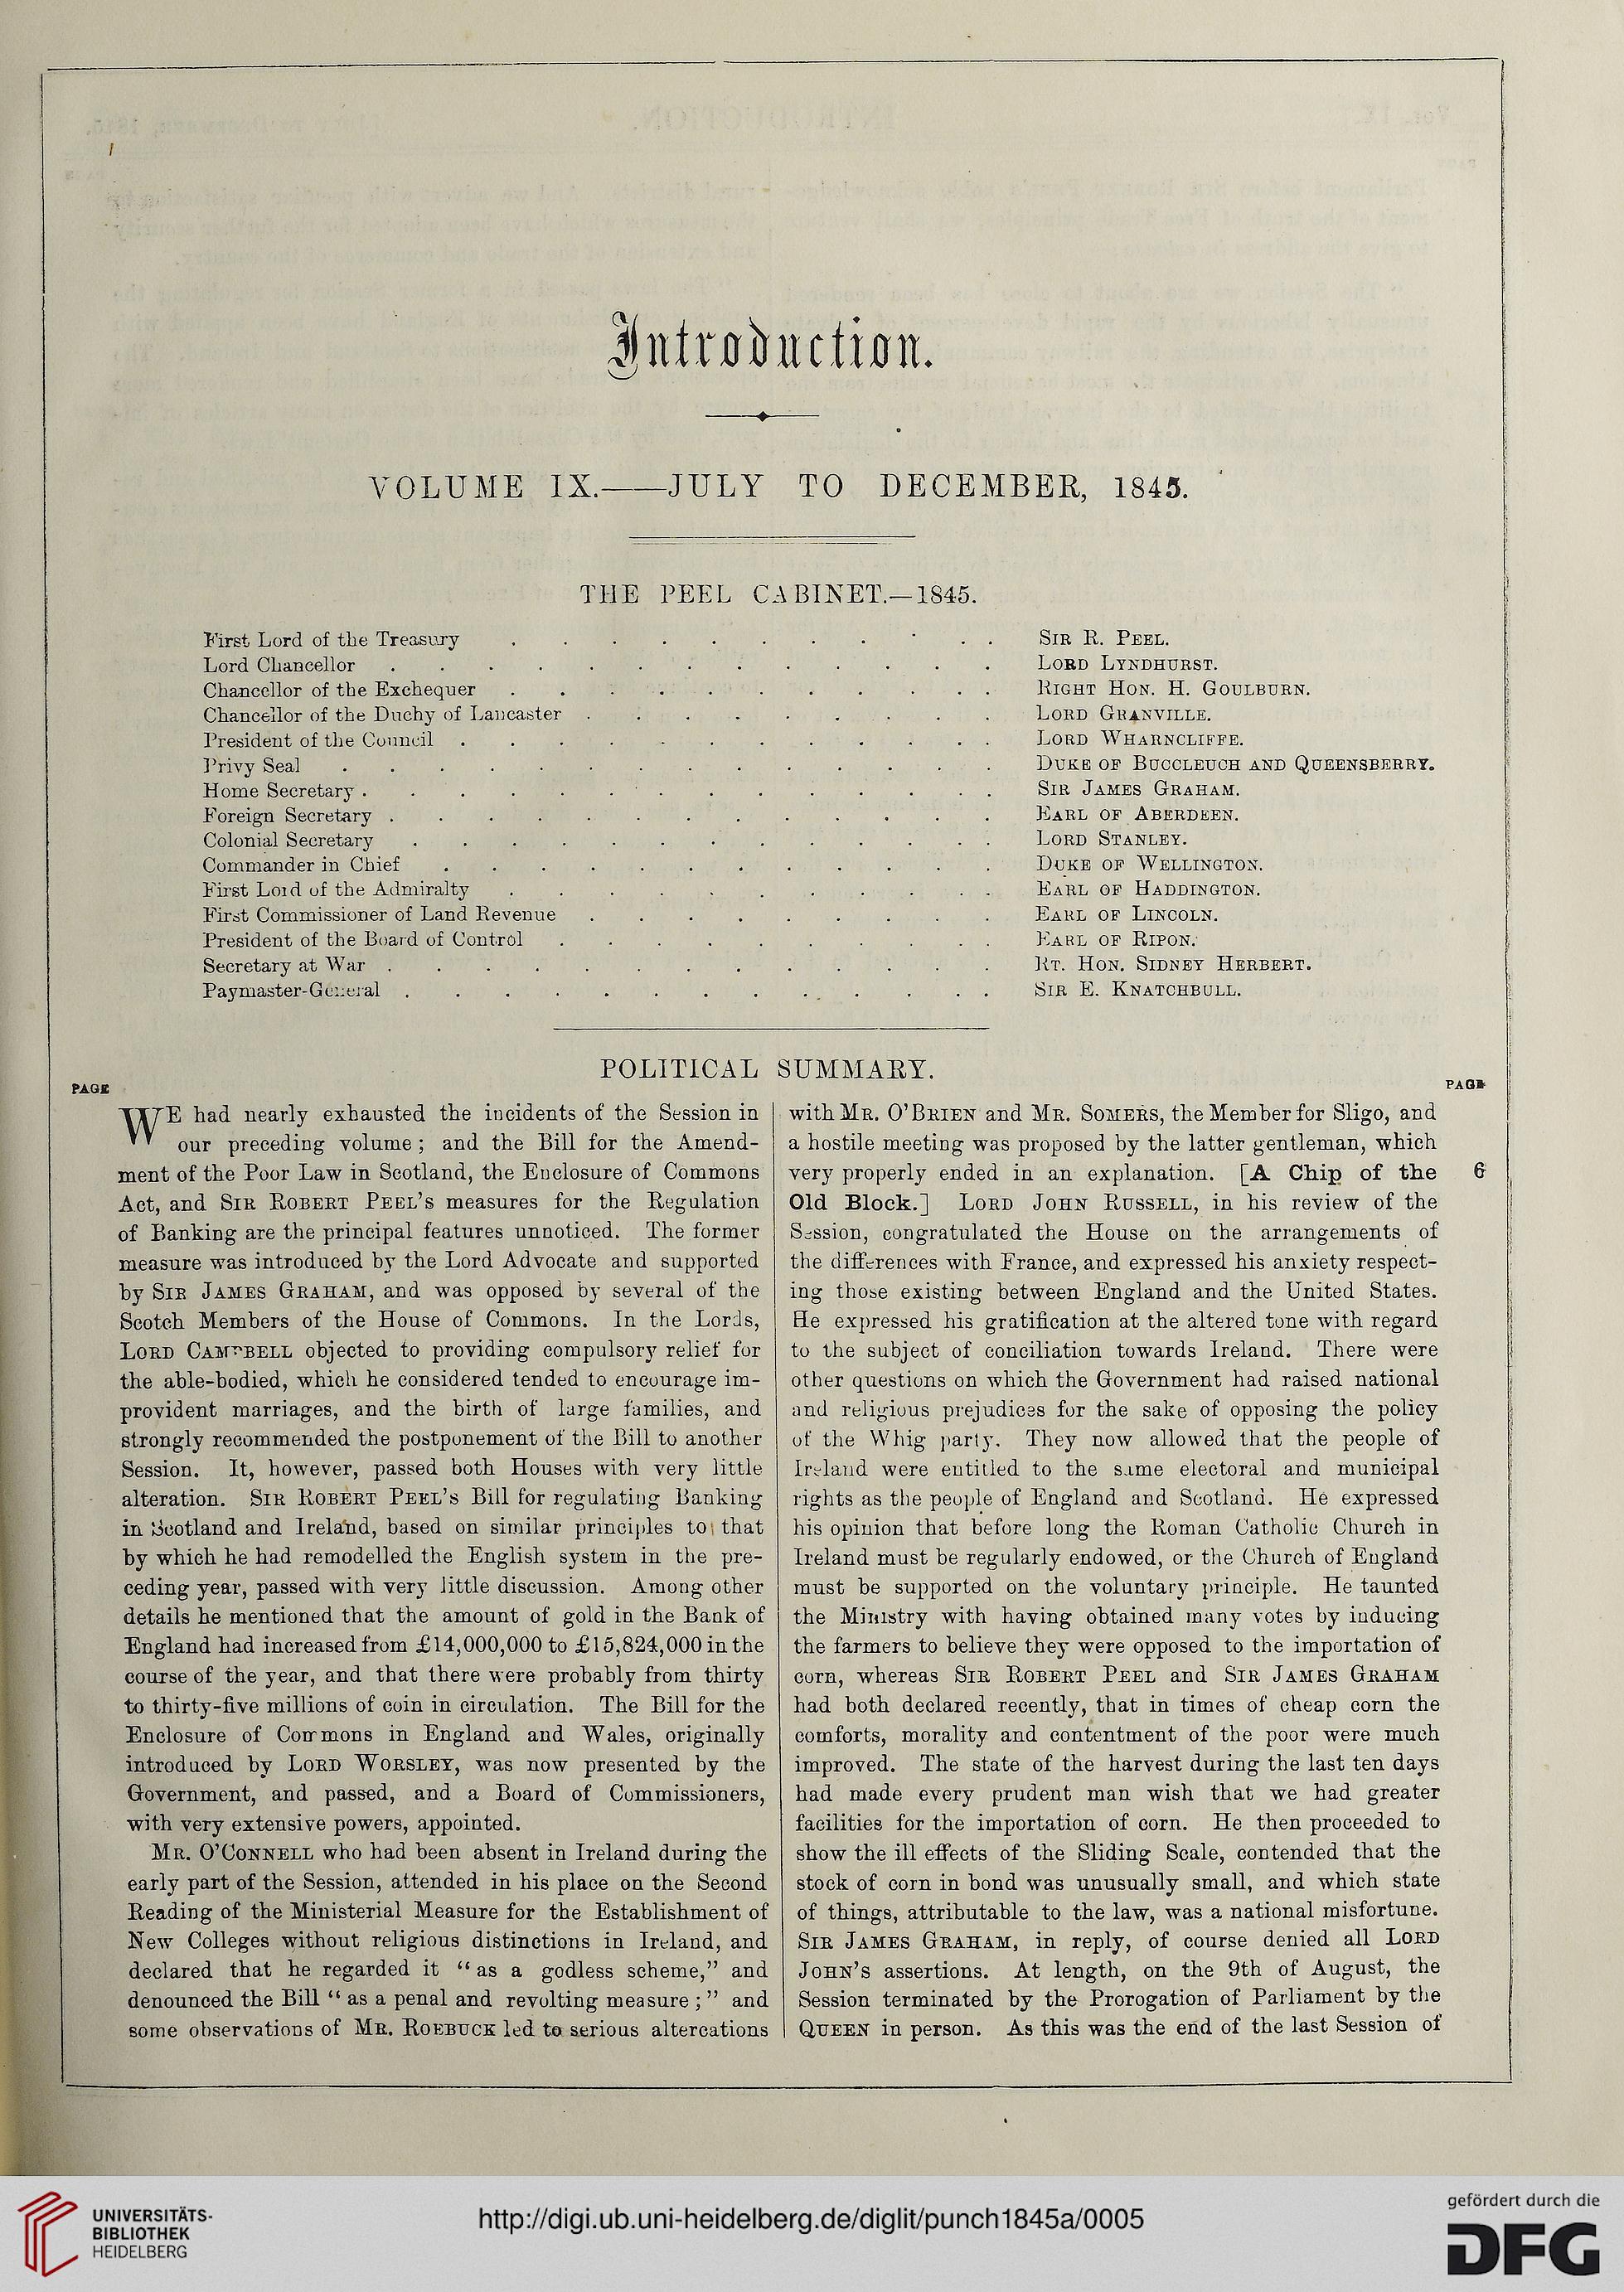 Introduction.
VOLUME IX.——JULY TO DECEMBER, 1845.
THE PEEL CABINET.—1845.
First Lord of the Treasury . . . . . . . . . . . SIR R. PEEL.
Lord Chancellor . . . . . . . . . . . . . LORD LYNDHURST.
Chancellor of the Exchequer . . . . . . . . . . . RIGHT HON. H. GOULBURN.
Chancellor of the Duchy of Lancaster . . . . . . . . . LORD GRANVILLE.
President of the Council . . . . . . . . . . . . LORD WHARNCLIFFE.
Privy Seal . . . . . . . . . . . . . . DUKE OF BUCCLEUCH AND QUEENSBERRY.
Home Secretary . . . . . . . . . . . . . . SIR JAMES GRAHAM.
Foreign Secretary . . . . . . . . . . . . . EARL OF ABERDEEN.
Colonial Secretary . . . . . . . . . . . . . LORD STANLEY.
Commander in Chief . . . . . . . . . . . . DUKE OF WELLINGTON.
First Lord of the Admiralty . . . . . . . . . . . EARL OF HADDINGTON.
First Commissioner of Land Revenue . . . . . . . . . EARL OF LINCOLN.
President of the Board of Control . . . . . . . . . . EARL OF RIPON.
Secretary at War . . . . . . . . . . . . . RT. HON. SIDNEY HERBERT.
Paymaster-General . . . . . . . . . . . . . SIR E. KNATCHBULL.
POLITICAL SUMMARY.
PAGE
WE had nearly exhausted the incidents of the Session in
our preceding volume; and the Bill for the Amend-
ment of the Poor Law in Scotland, the Enclosure of Commons
Act, and SIR ROBERT PEEL'S measures for the Regulation
of Banking are the principal features unnoticed. The former
measure was introduced by the Lord Advocate and supported
by SIR JAMES GRAHAM, and was opposed by several of the
Scotch Members of the House of Commons. In the Lords,
LORD CAMPBELL objected to providing compulsory relief for
the able-bodied, which he considered tended to encourage im-
provident marriages, and the birth of large families, and
strongly recommended the postponement of the Bill to another
Session. It, however, passed both Houses with very little
alteration. SIR ROBERT PEEL'S Bill for regulating Banking
in Scotland and Ireland, based on similar principles to that
by which he had remodelled the English system in the pre-
ceding year, passed with very little discussion. Among other
details he mentioned that the amount of gold in the Bank of
England had increased from £14,000,000 to £15,824,000 in the
course of the year, and that there were probably from thirty
to thirty-five millions of coin in circulation. The Bill for the
Enclosure of Commons in England and Wales, originally
introduced by LORD WORSLEY, was now presented by the
Government, and passed, and a Board of Commissioners,
with very extensive powers, appointed.
MR. O'CONNELL who had been absent in Ireland during the
early part of the Session, attended in his place on the Second
Reading of the Ministerial Measure for the Establishment of
New Colleges without religious distinctions in Ireland, and
declared that he regarded it "as a godless scheme," and
denounced the Bill "as a penal and revolting measure;" and
some observations of MR. ROEBUCK led to serious altercations
PAGE
with MR. O'BRIEN and MR. SOMERS, the Member for Sligo, and
a hostile meeting was proposed by the latter gentleman, which
very properly ended in an explanation. [A Chip of the 6
Old Block.] LORD JOHN RUSSELL, in his review of the
Session, congratulated the House on the arrangements of
the differences with France, and expressed his anxiety respect-
ing those existing between England and the United States.
He expressed his gratification at the altered tone with regard
to the subject of conciliation towards Ireland. There were
other questions on which the Government had raised national
and religious prejudices for the sake of opposing the policy
of the Whig party. They now allowed that the people of
Ireland were entitled to the same electoral and municipal
rights as the people of England and Scotland. He expressed
his opinion that before long the Roman Catholic Church in
Ireland must be regularly endowed, or the Church of England
must be supported on the voluntary principle. He taunted
the Ministry with having obtained many votes by inducing
the farmers to believe they were opposed to the importation of
corn, whereas SIR ROBERT PEEL and SIR JAMES GRAHAM
had both declared recently, that in times of cheap corn the
comforts, morality and contentment of the poor were much
improved. The state of the harvest during the last ten days
had made every prudent man wish that we had greater
facilities for the importation of corn. He then proceeded to
show the ill effects of the Sliding Scale, contended that the
stock of corn in bond was unusually small, and which state
of things, attributable to the law, was a national misfortune.
SIR JAMES GRAHAM, in reply, of course denied all LORD
JOHN'S assertions. At length, on the 9th of August, the
Session terminated by the Prorogation of Parliament by the
QUEEN in person. As this was the end of the last Session of
UNIVERSITÄTS-
BIBLIOTHEK
HEIDELBERG
http://digi.ub.uni-heidelberg.de/diglit/punch1845a/0005
gefördert durch die
DFG